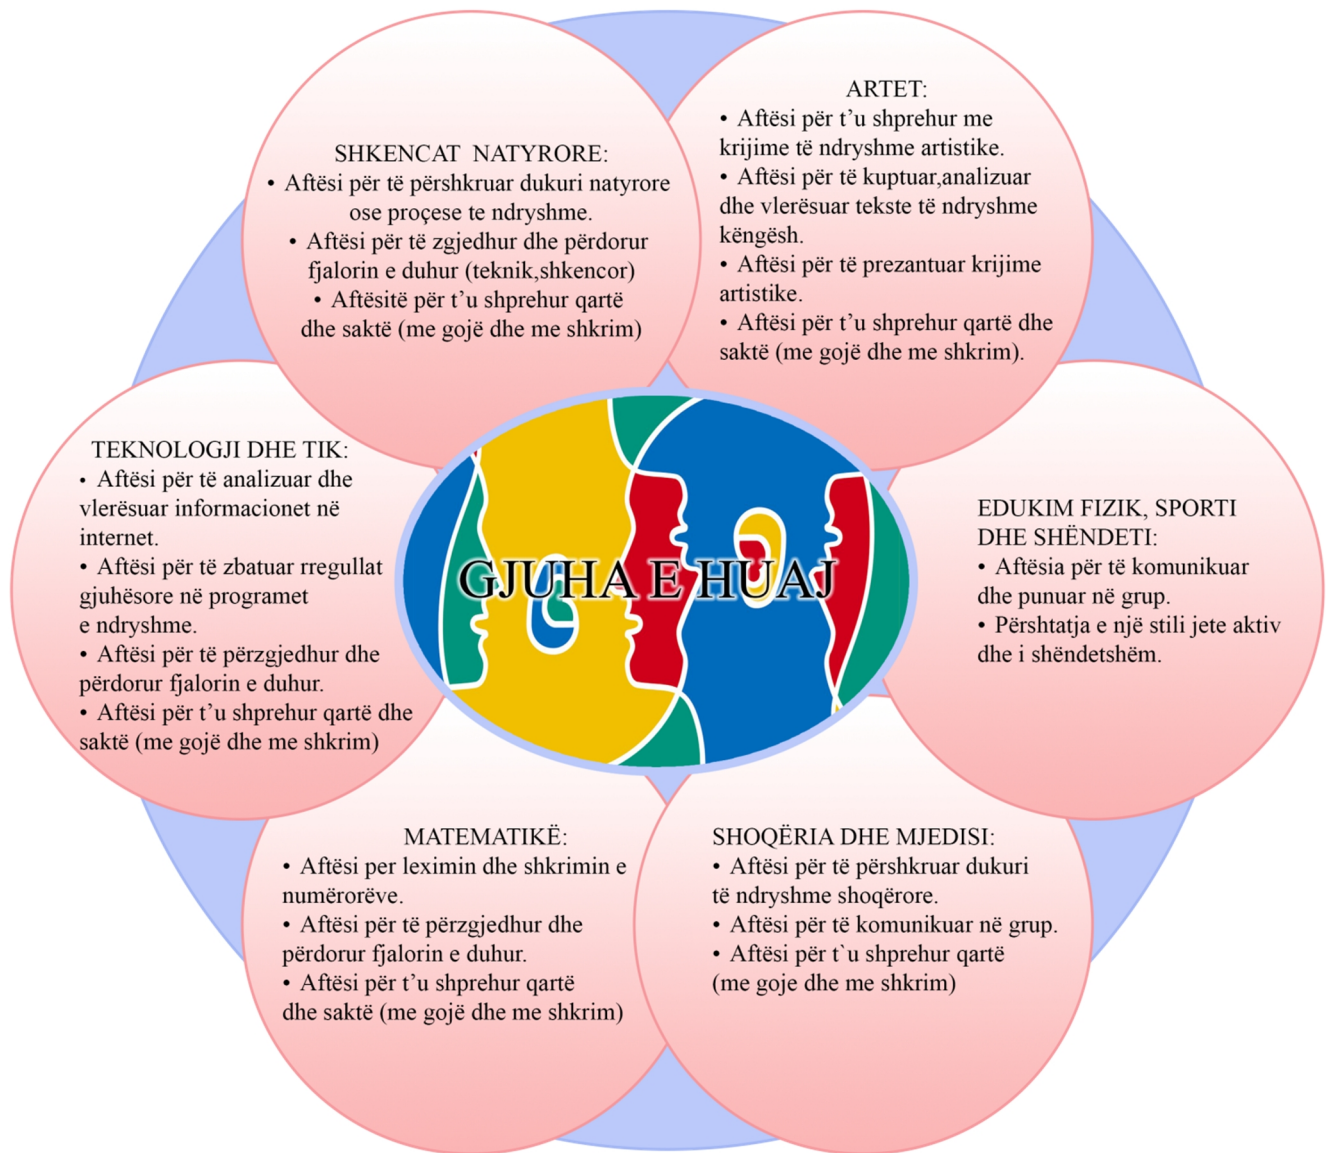 SHKENCAT NATYRORE:
• Aftësi për të përshkruar dukuri natyrore
ose proçese te ndryshme.
• Aftësi për të zgjedhur dhe përdorur
fjalorin e duhur (teknik,shkencor)
• Aftësitë për t’u shprehur qartë
dhe saktë (me gojë dhe me shkrim)
ARTET:
• Aftësi për t’u shprehur me
krijime të ndryshme artistike.
• Aftësi për të kuptuar,analizuar
dhe vlerësuar tekste të ndryshme
këngësh.
• Aftësi për të prezantuar krijime
artistike.
• Aftësi për t’u shprehur qartë dhe
saktë (me gojë dhe me shkrim).
TEKNOLOGJI DHE TIK:
• Aftësi për të analizuar dhe
vlerësuar informacionet në
internet.
• Aftësi për të zbatuar rregullat
gjuhësore në programet
e ndryshme.
• Aftësi për të përzgjedhur dhe
përdorur fjalorin e duhur.
• Aftësi për t’u shprehur qartë dhe
saktë (me gojë dhe me shkrim)
GJUHA E HUAJ
EDUKIM FIZIK, SPORTI
DHE SHËNDETI:
• Aftësia për të komunikuar
dhe punuar në grup.
• Përshtatja e një stili jete aktiv
dhe i shëndetshëm.
MATEMATIKË:
• Aftësi per leximin dhe shkrimin e
numërorëve.
• Aftësi për të përzgjedhur dhe
përdorur fjalorin e duhur.
• Aftësi për t’u shprehur qartë
dhe saktë (me gojë dhe me shkrim)
SHOQËRIA DHE MJEDISI:
• Aftësi për të përshkruar dukuri
të ndryshme shoqërore.
• Aftësi për të komunikuar në grup.
• Aftësi për t`u shprehur qartë
(me goje dhe me shkrim)